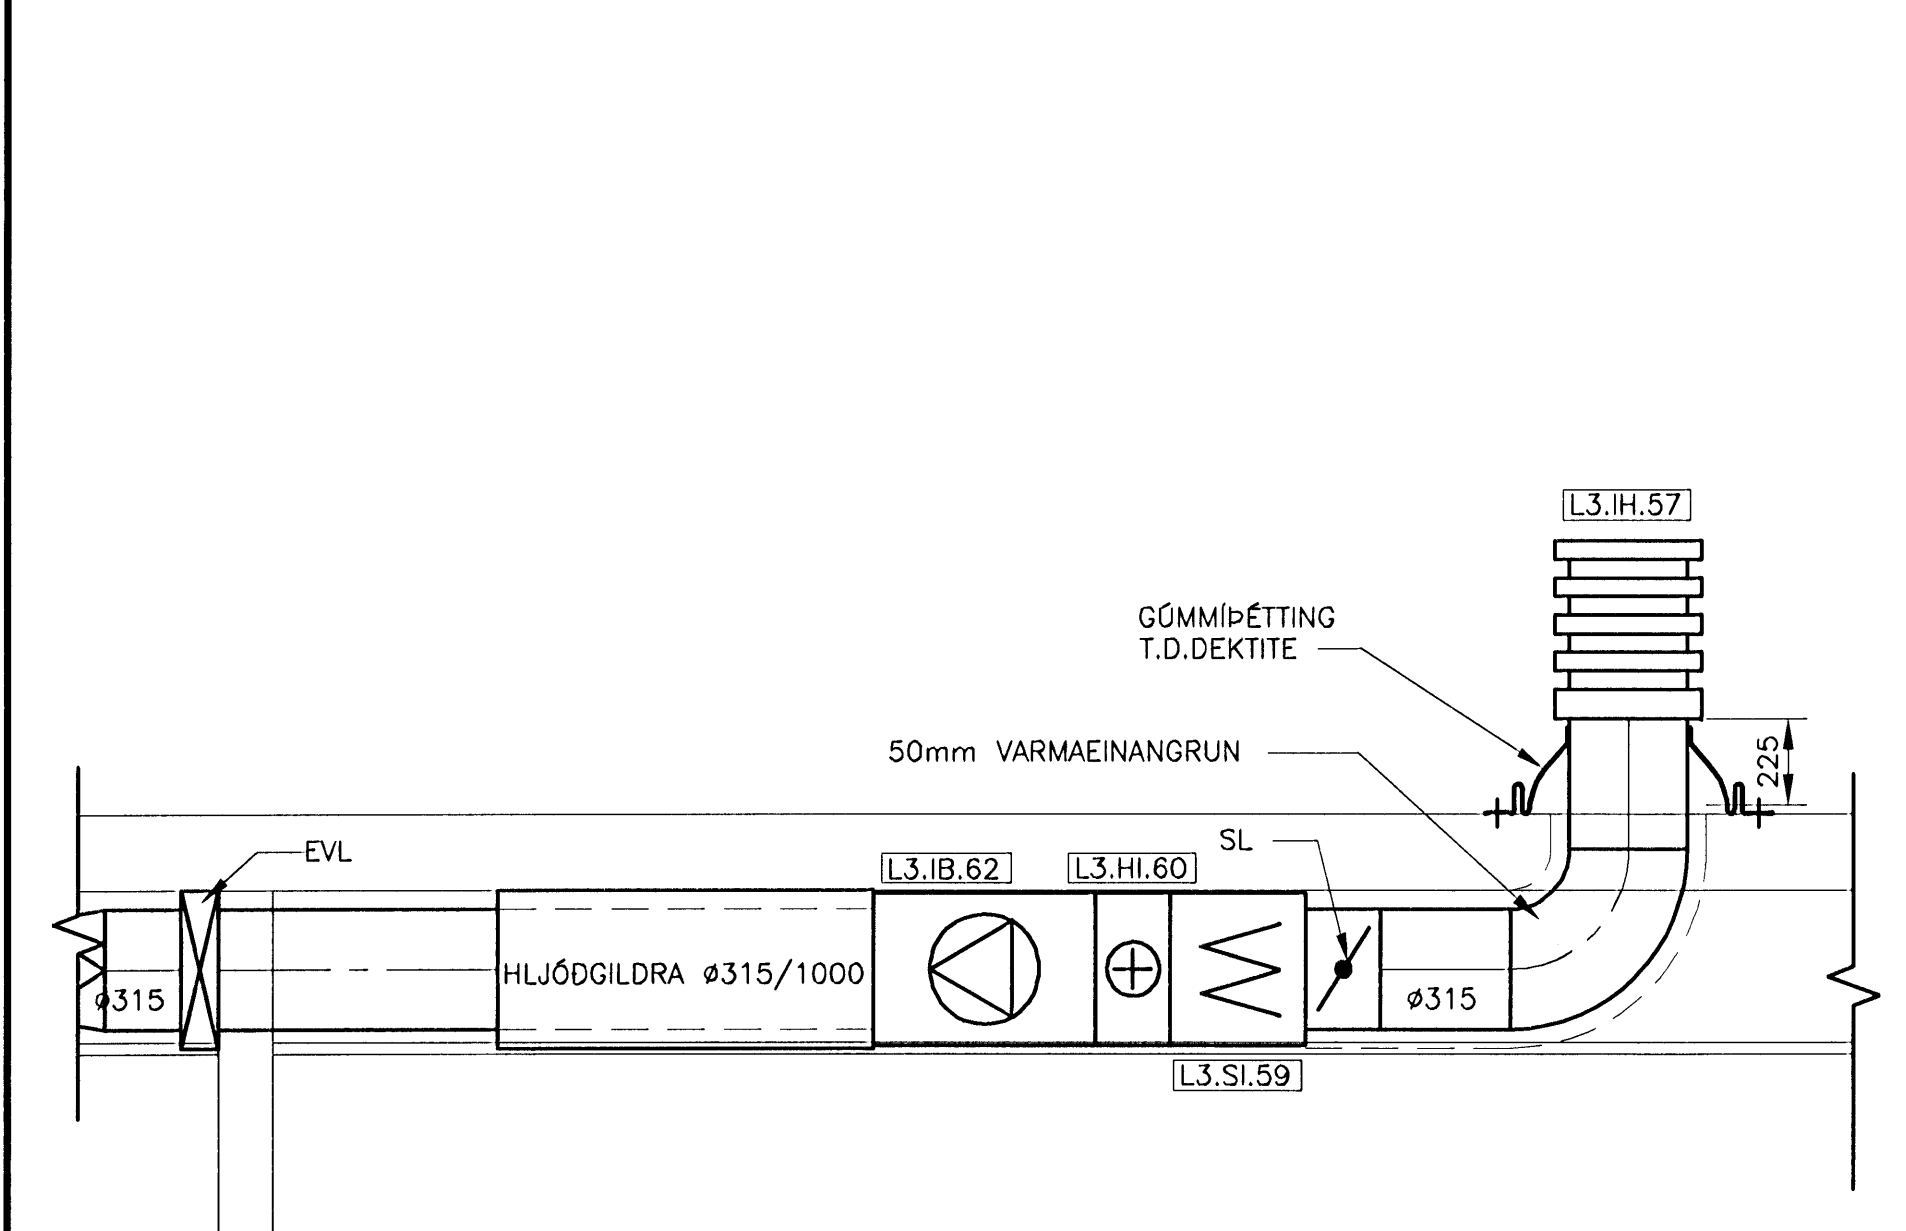 L3.IH.57
GÚMMÍÞÉTTING
T.D.DEKTITE
50mm VARMAEINANGRUN
225
SL
EVL
L3.IB.62
L3.HI.60
HLJÓÐGILDRA ø315/1000
ø315
ø315
L3.SI.59